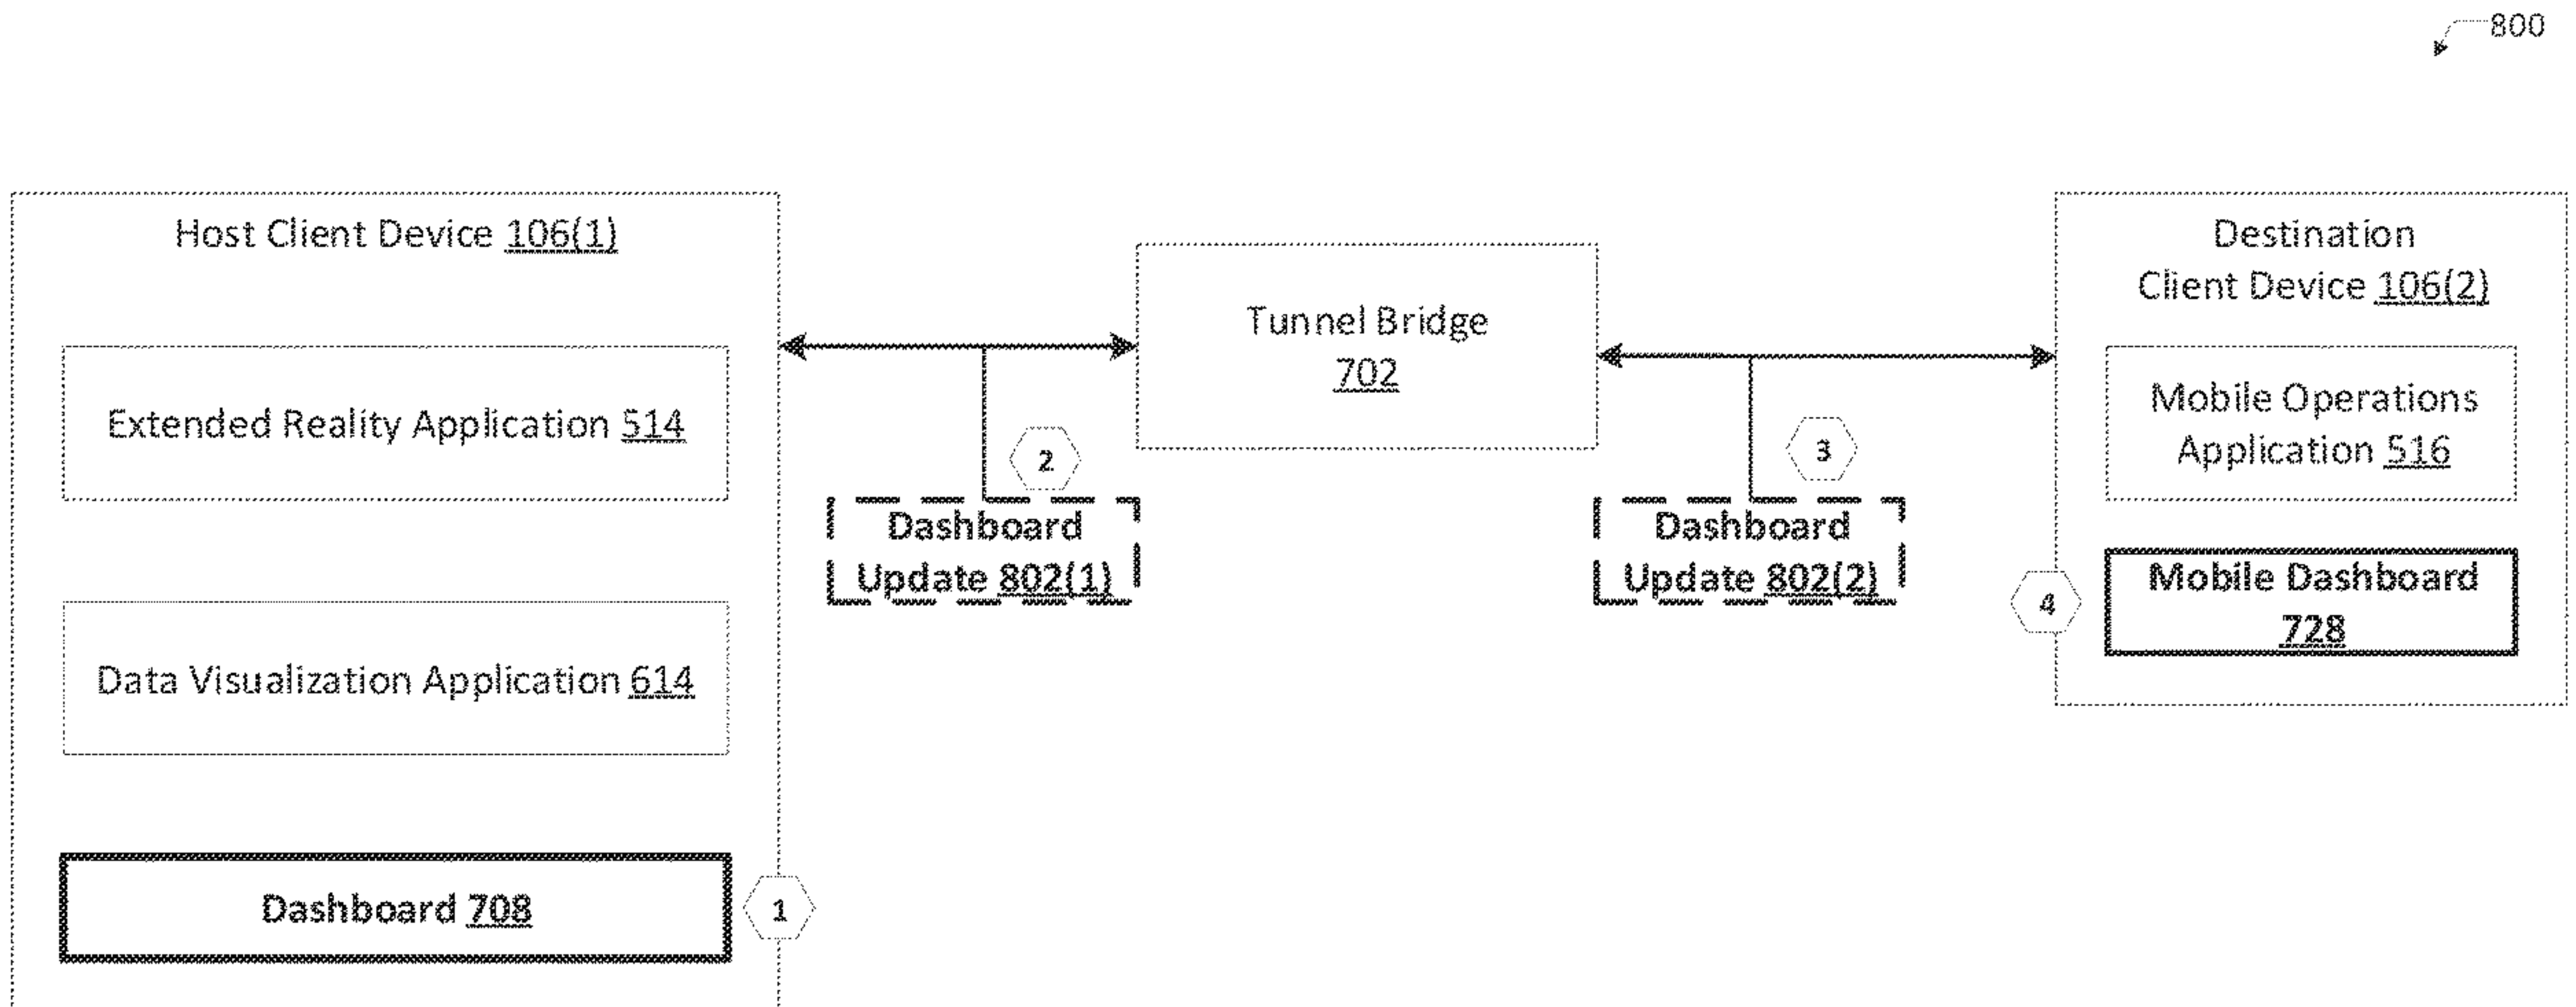 800
Host Client Device 106(1)
Extended Reality Application 514
Data Visualization Application 614
Dashboard 708
1
2
Dashboard
Update 802(1)
Tunnel Bridge
702
3
Dashboard
Update 802(2)
Destination
Client Device 106(2)
Mobile Operations
Application 516
4
Mobile Dashboard
728